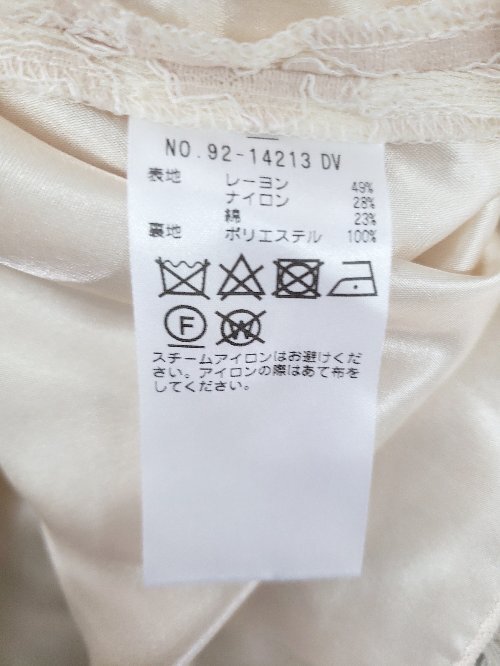 NO.92-14213 DV
表地 レーヨン 49%
ナイロン 28%
綿 23%
裏地 ポリエステル 100%
F W
スチームアイロンはお避けくだ
さい。アイロンの際はあて布を
してください。